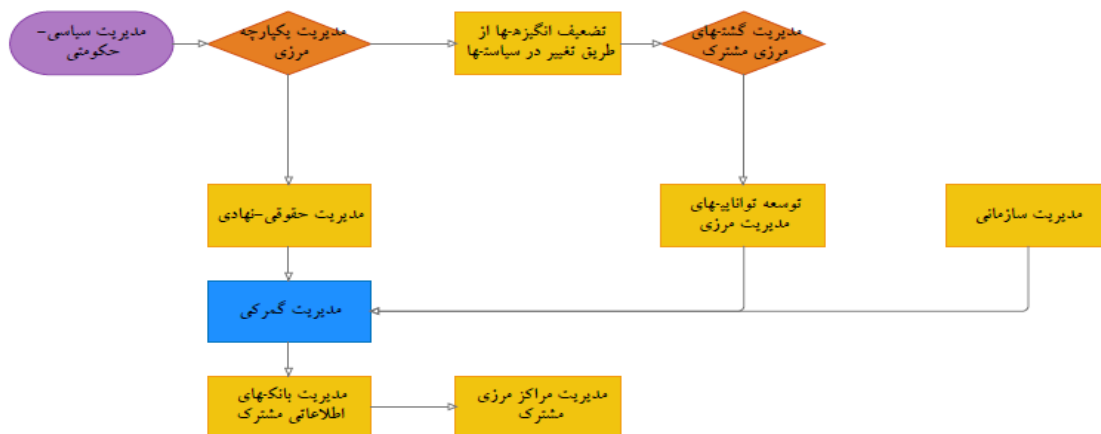 مدیریت سیاسی-
حکومتی
مدیریت یکپارچه
مرزی
تضعیف انگیزه‌ها از
طریق تغییر در سیاست‌ها
مدیریت گشت‌های
مرزی مشترک
مدیریت حقوقی-نهادی
توسعه توانایی‌های
مدیریت مرزی
مدیریت سازمانی
مدیریت گمرکی
مدیریت بانک‌های
اطلاعاتی مشترک
مدیریت مراکز مرزی
مشترک